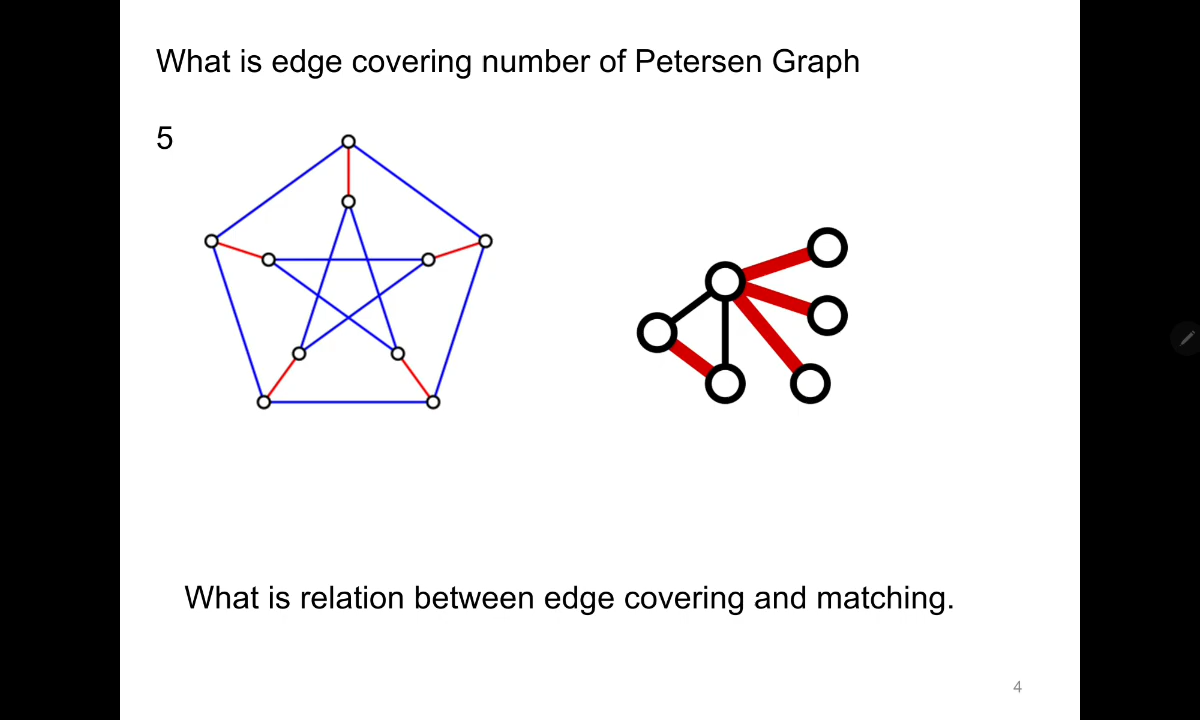 What is edge covering number of Petersen Graph
5
What is relation between edge covering and matching.
4